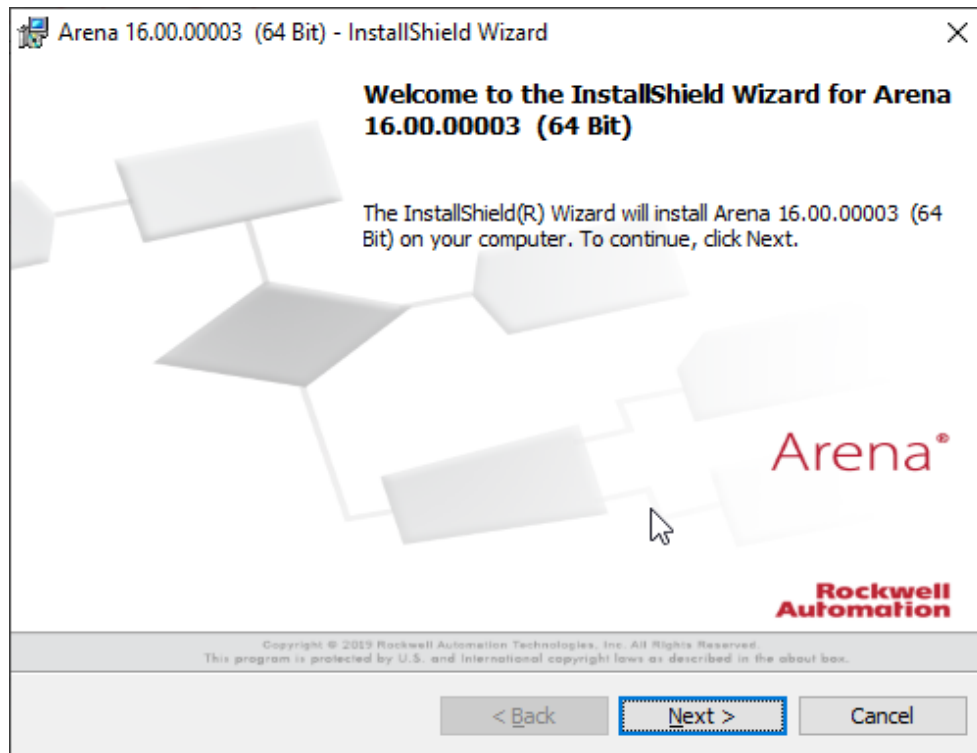 Arena 16.00.00003 (64 Bit) - InstallShield Wizard
Welcome to the InstallShield Wizard for Arena
16.00.00003 (64 Bit)
The InstallShield(R) Wizard will install Arena 16.00.00003 (64
Bit) on your computer. To continue, click Next.
Arena®
Rockwell
Automation
Copyright © 2019 Rockwell Automation Technologies, Inc. All Rights Reserved.
This program is protected by U.S. and International copyright laws as described in the about box.
< Back
Next >
Cancel